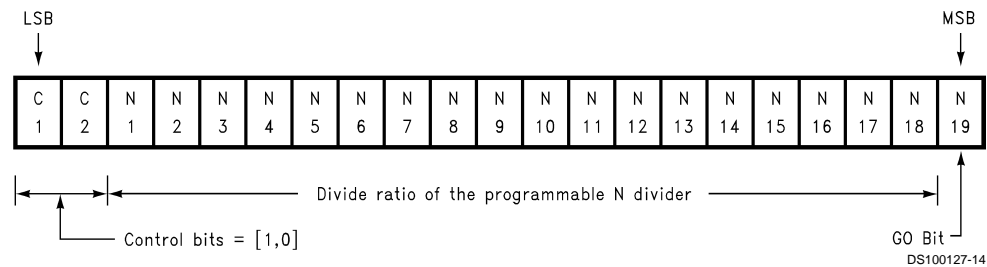 LSB MSB
C C N N N N N N N N N N N N N N N N N N N
1 2 1 2 3 4 5 6 7 8 9 10 11 12 13 14 15 16 17 18 19
Divide ratio of the programmable N divider
Control bits = [1,0] GO Bit
DS100127-14